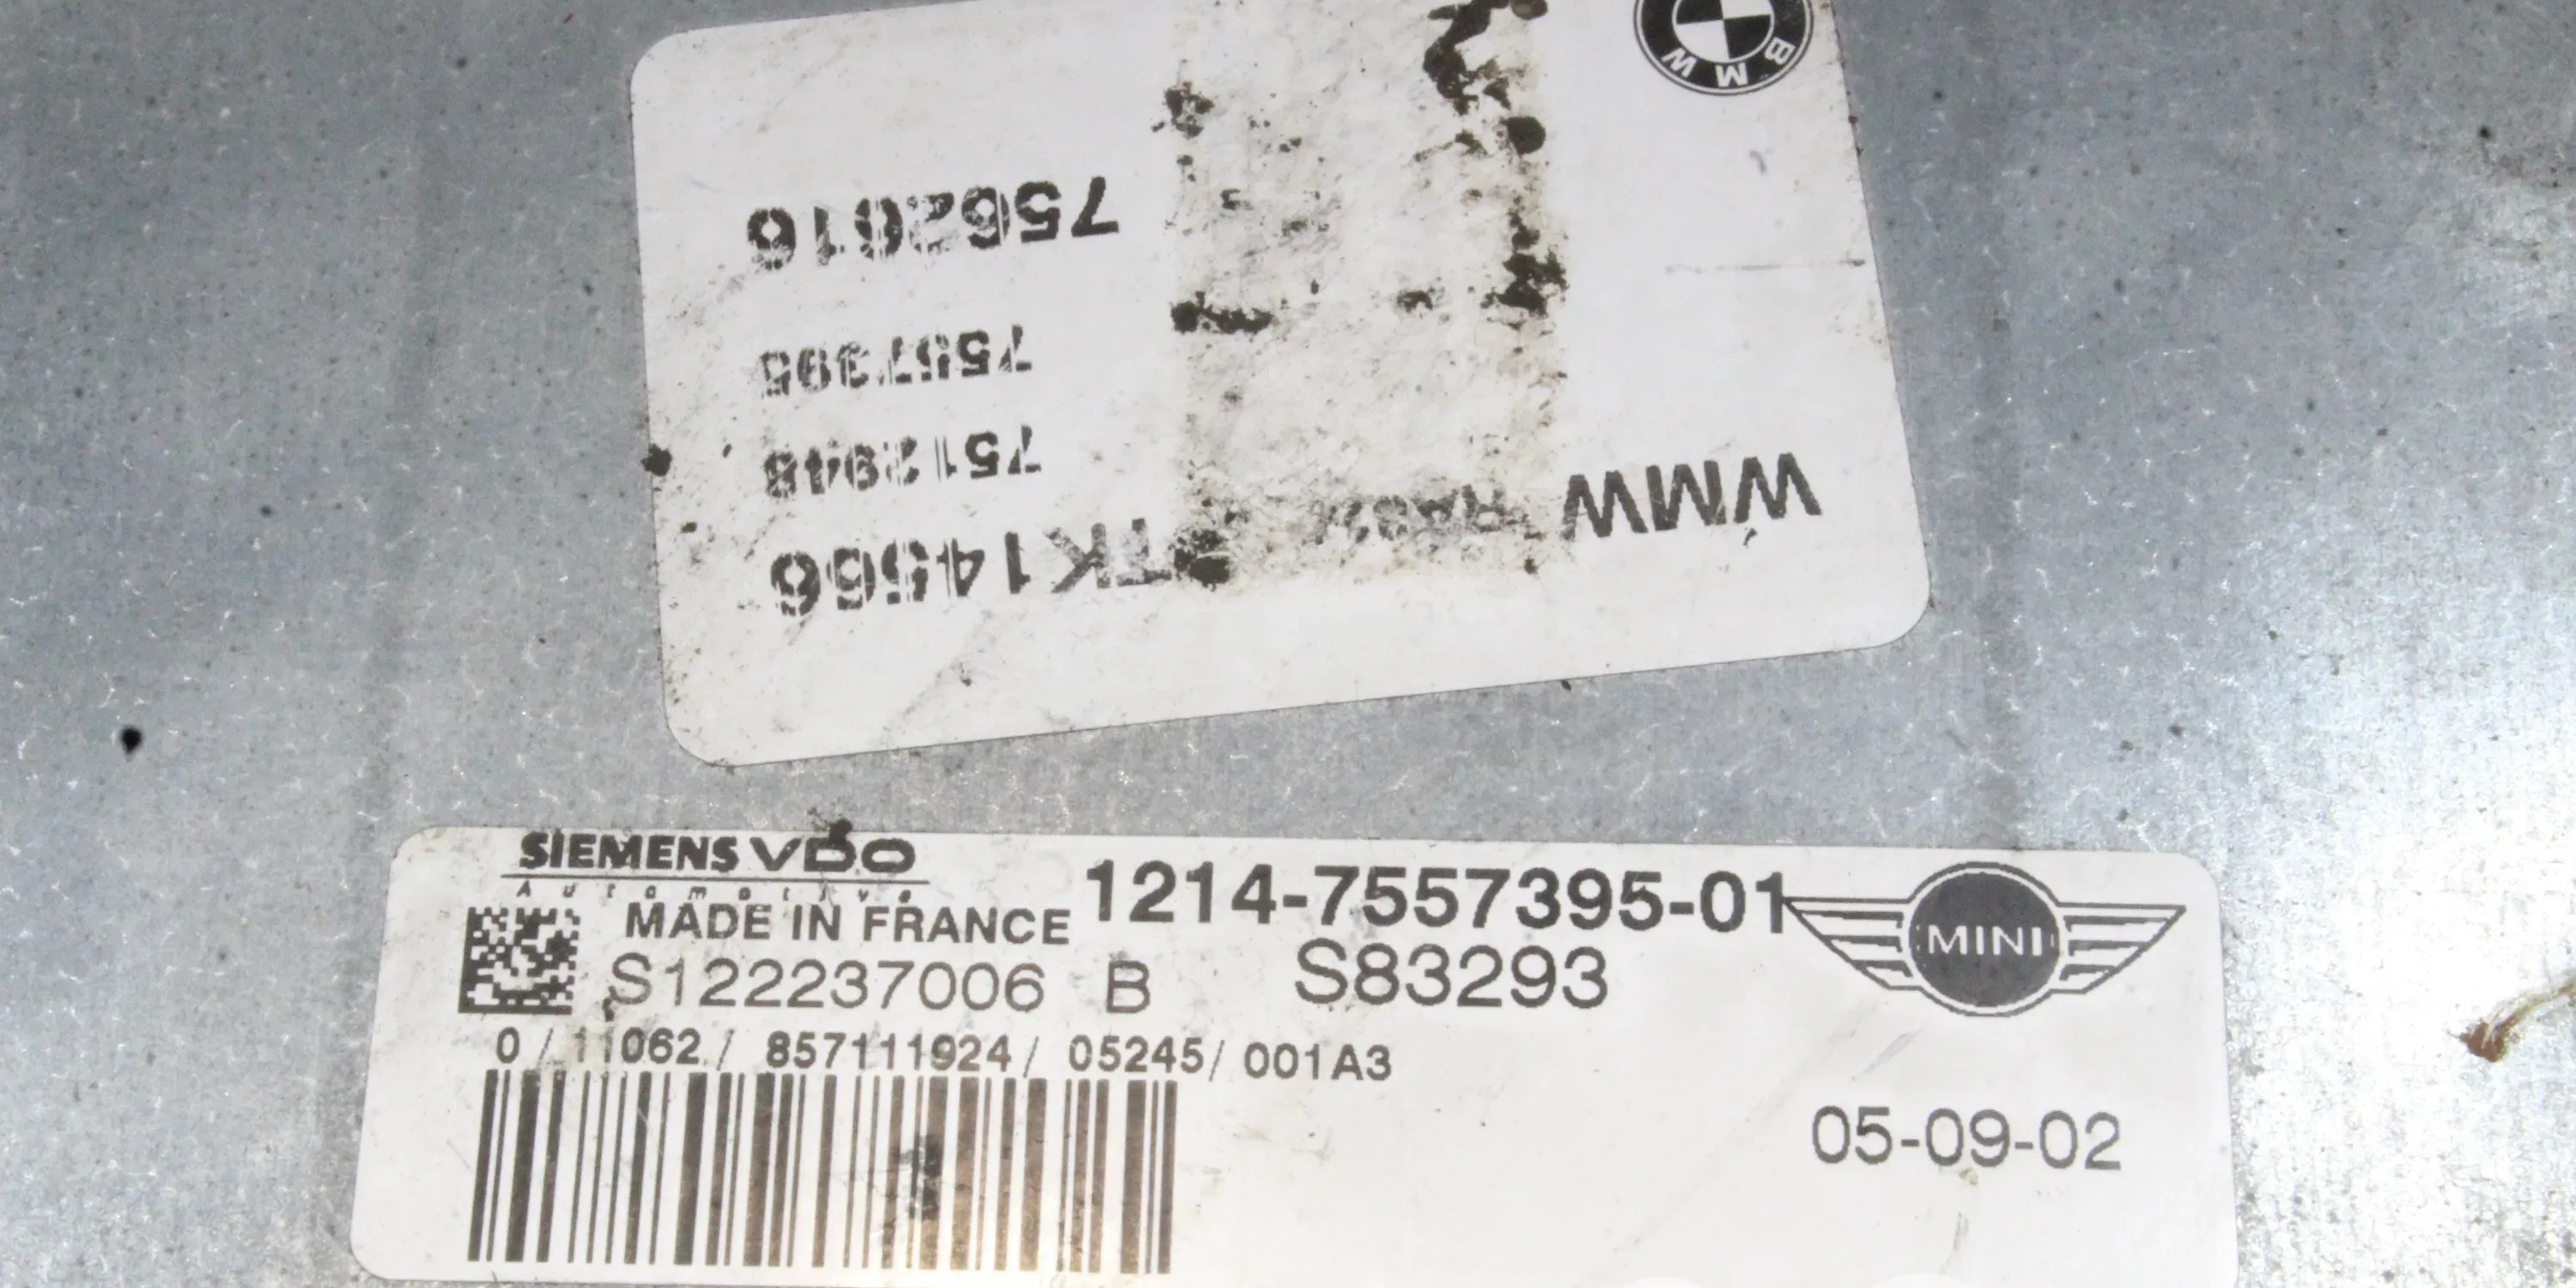 BMW
7562616
7557395
7512948
WMW
TK14566
SIEMENS VDO
Automotive
MADE IN FRANCE
1214-7557395-01
MINI
S122237006 B S83293
0/11062/ 857111924/ 05245/ 001A3
05-09-02